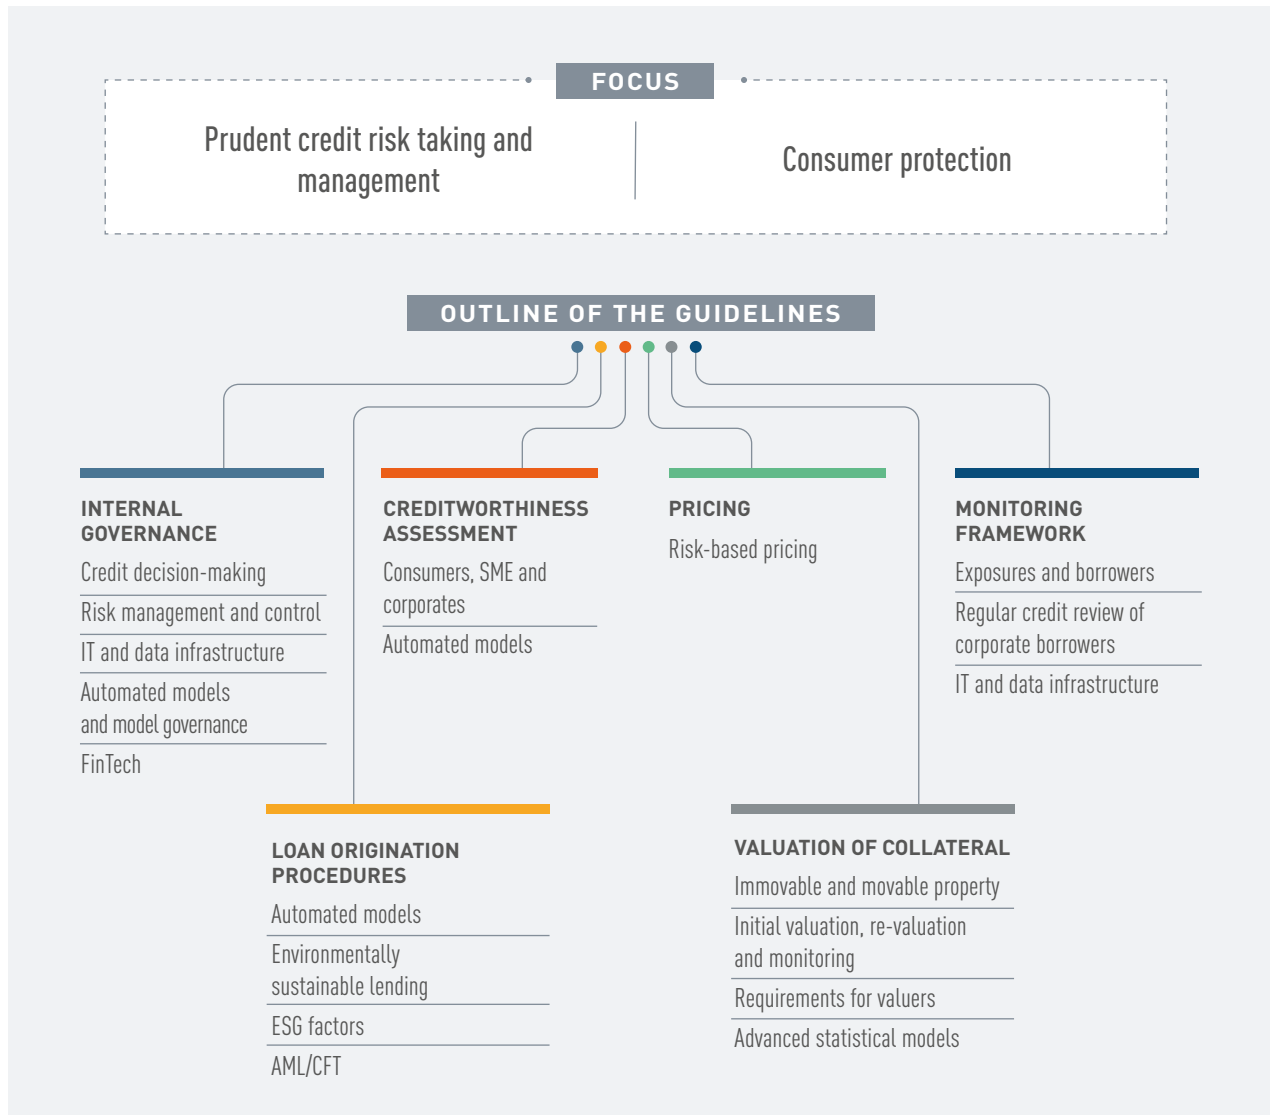 FOCUS
Prudent credit risk taking and
management
Consumer protection
OUTLINE OF THE GUIDELINES
INTERNAL
GOVERNANCE
Credit decision-making
Risk management and control
IT and data infrastructure
Automated models
and model governance
FinTech
CREDITWORTHINESS
ASSESSMENT
Consumers, SME and
corporates
Automated models
PRICING
Risk-based pricing
MONITORING
FRAMEWORK
Exposures and borrowers
Regular credit review of
corporate borrowers
IT and data infrastructure
LOAN ORIGINATION
PROCEDURES
Automated models
Environmentally
sustainable lending
ESG factors
AML/CFT
VALUATION OF COLLATERAL
Immovable and movable property
Initial valuation, re-valuation
and monitoring
Requirements for valuers
Advanced statistical models